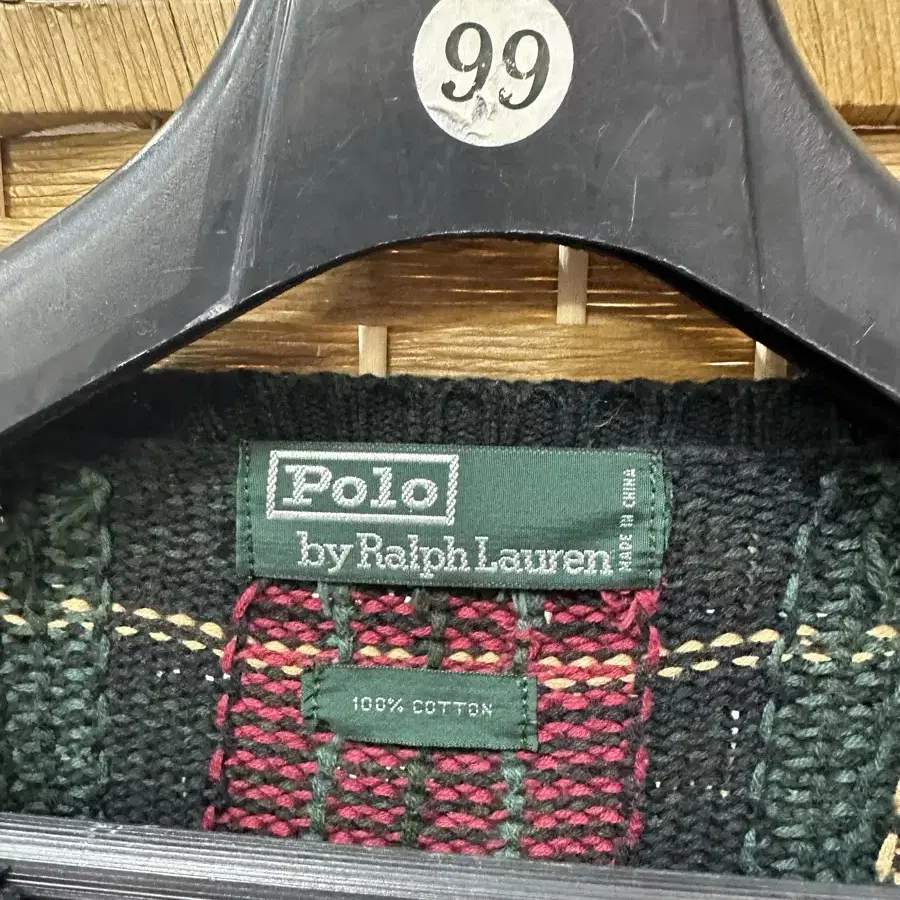 99
Polo
by Ralph Lauren
MADE IN CHINA
100% COTTON